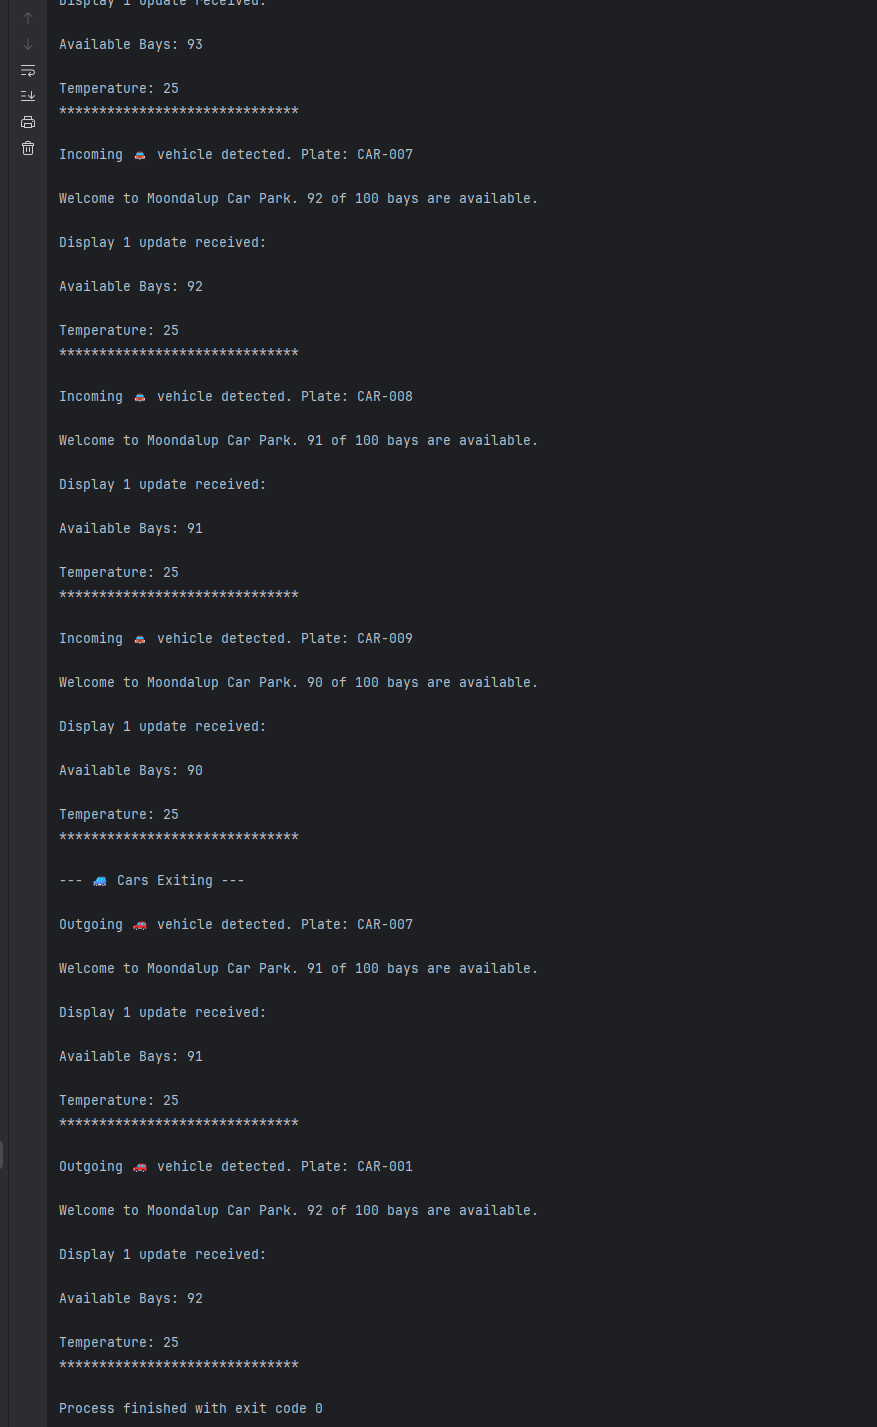 Display 1 update received:
Available Bays: 93
Temperature: 25
******************************
Incoming 🚘 vehicle detected. Plate: CAR-007
Welcome to Moondalup Car Park. 92 of 100 bays are available.
Display 1 update received:
Available Bays: 92
Temperature: 25
******************************
Incoming 🚘 vehicle detected. Plate: CAR-008
Welcome to Moondalup Car Park. 91 of 100 bays are available.
Display 1 update received:
Available Bays: 91
Temperature: 25
******************************
Incoming 🚘 vehicle detected. Plate: CAR-009
Welcome to Moondalup Car Park. 90 of 100 bays are available.
Display 1 update received:
Available Bays: 90
Temperature: 25
******************************
--- 🚙 Cars Exiting ---
Outgoing 🚗 vehicle detected. Plate: CAR-007
Welcome to Moondalup Car Park. 91 of 100 bays are available.
Display 1 update received:
Available Bays: 91
Temperature: 25
******************************
Outgoing 🚗 vehicle detected. Plate: CAR-001
Welcome to Moondalup Car Park. 92 of 100 bays are available.
Display 1 update received:
Available Bays: 92
Temperature: 25
******************************
Process finished with exit code 0